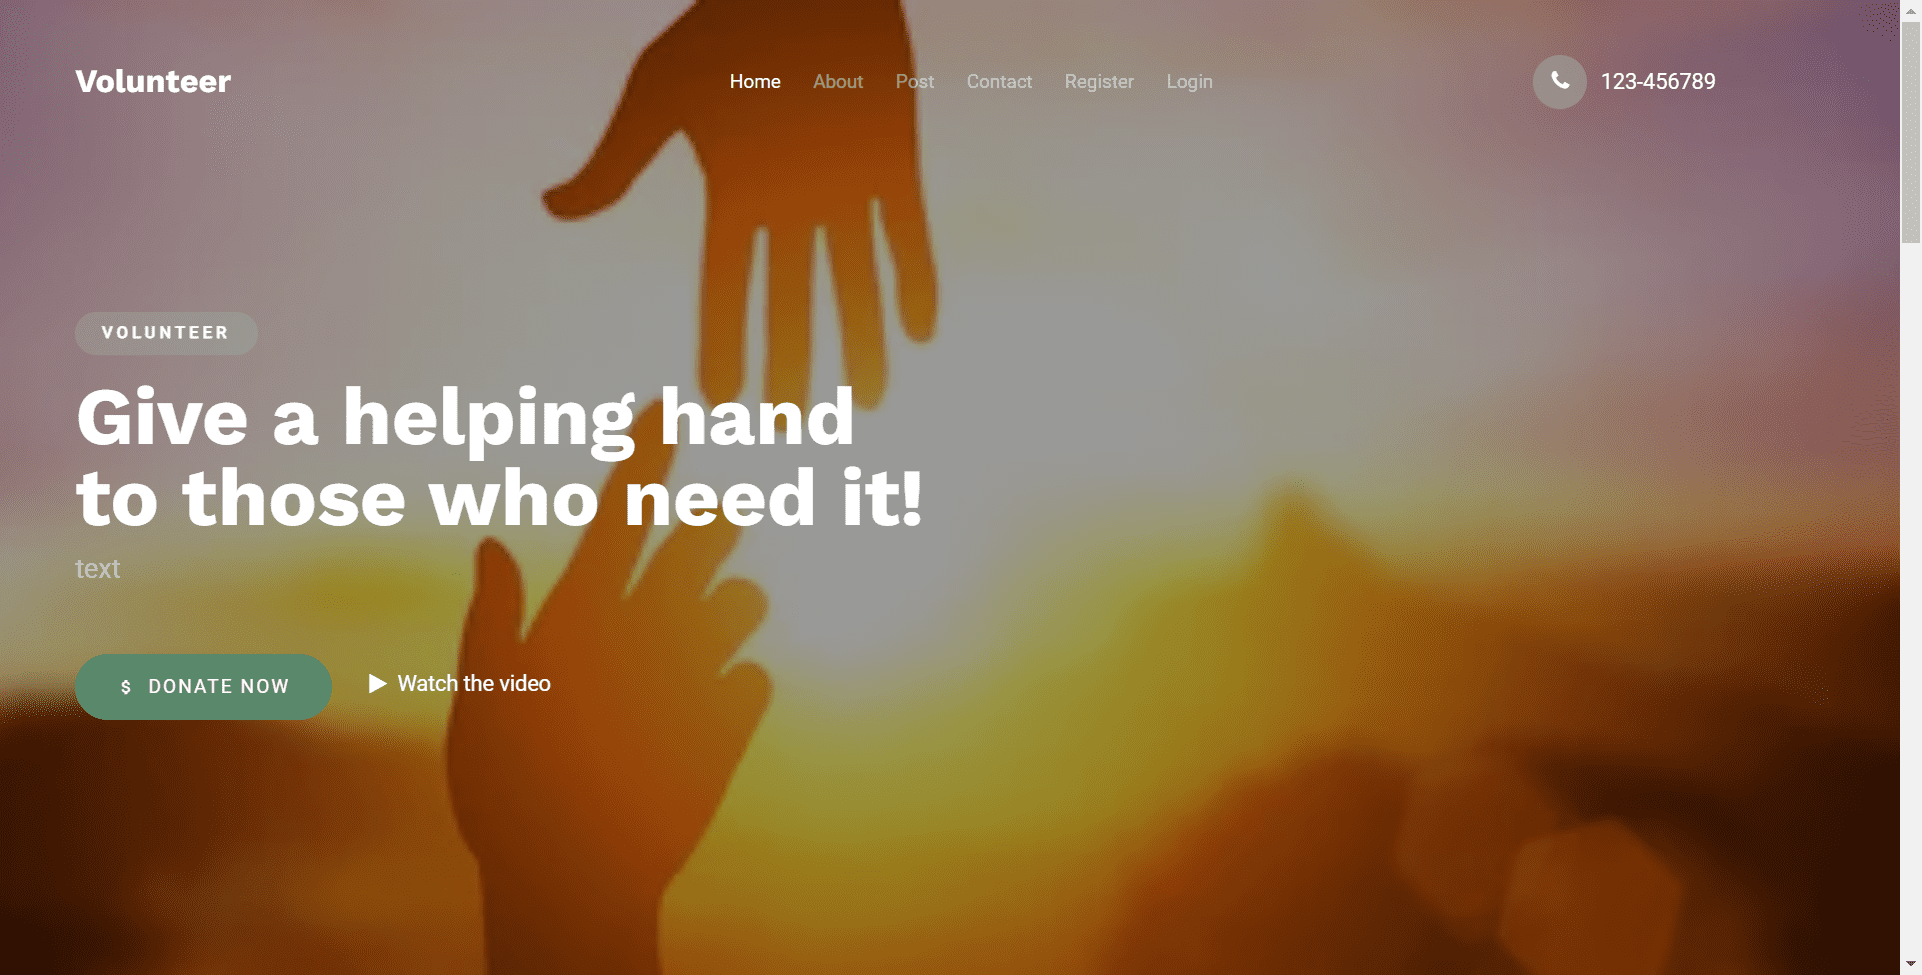 Volunteer
Home About Post Contact Register Login
123-456789
VOLUNTEER
Give a helping hand
to those who need it!
text
$ DONATE NOW
Watch the video